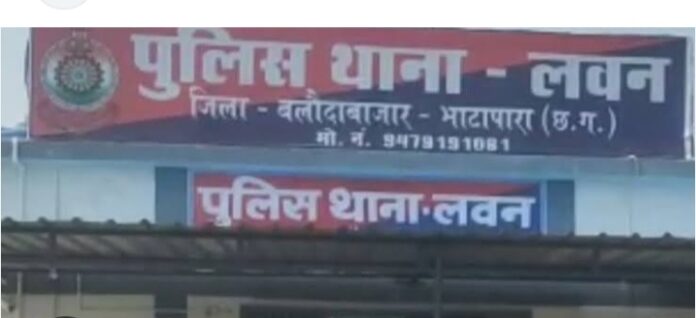 पुलिस थाना - लवन
जिला - बलौदाबाजार - भाटापारा (छ.ग.)
मो. नं. 9479191061
पुलिस थाना-लवन